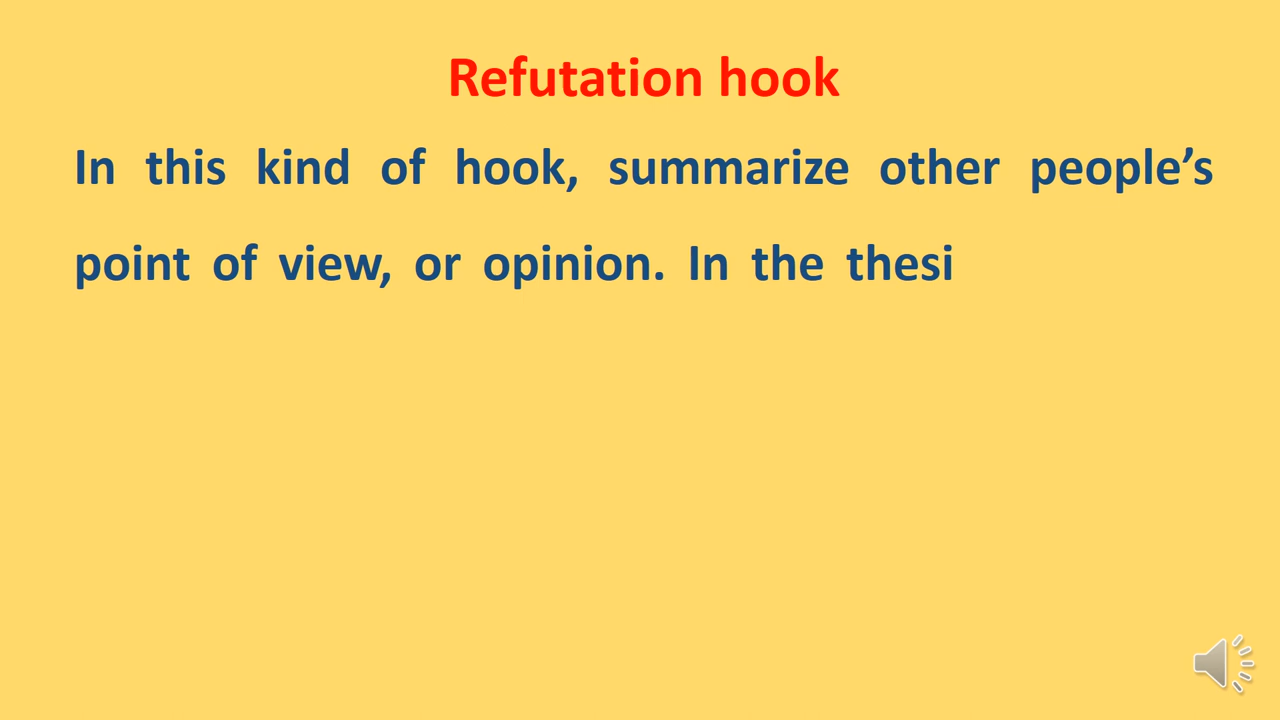 Refutation hook
In this kind of hook, summarize other people’s
point of view, or opinion. In the thesi